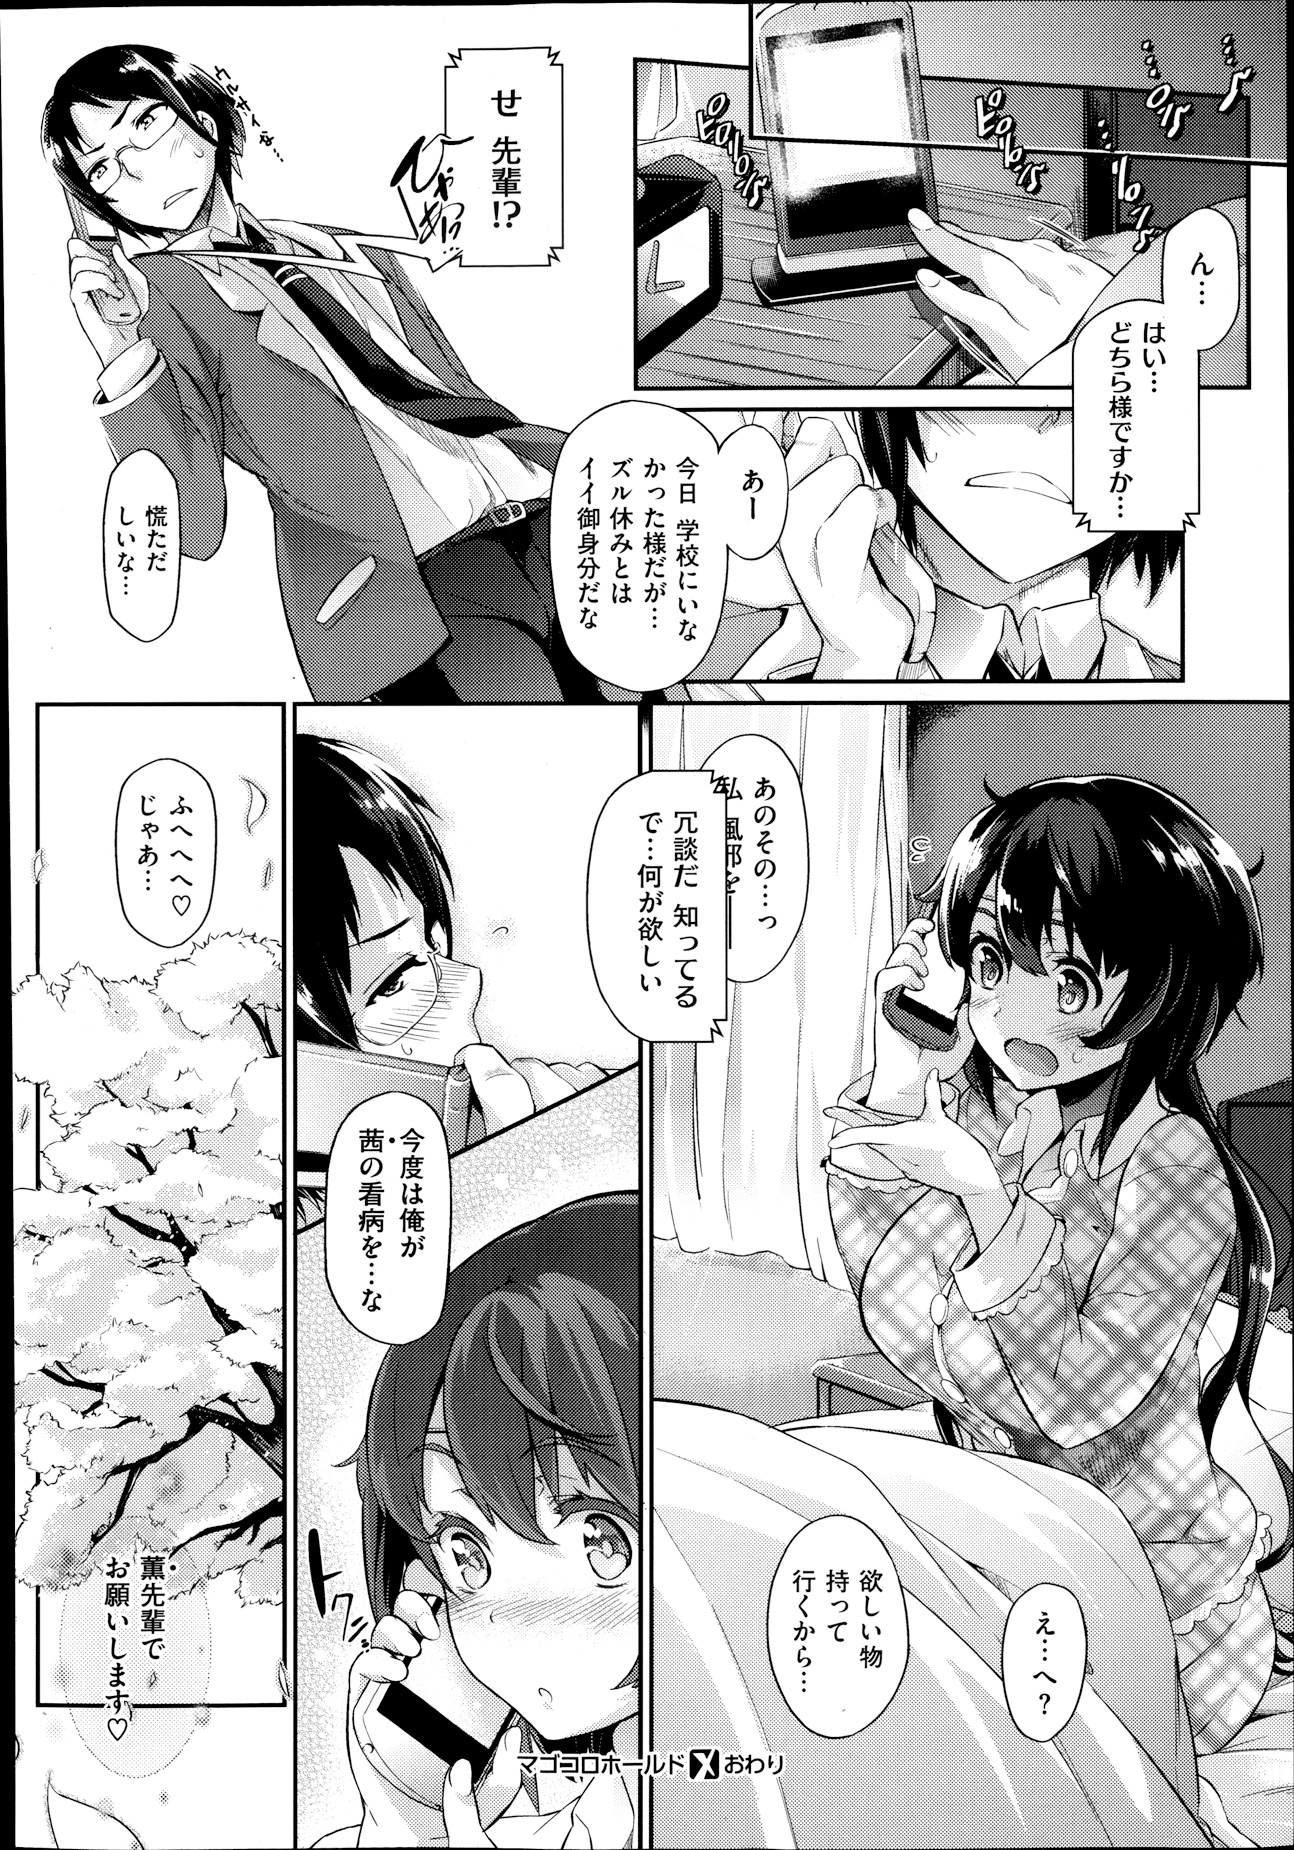 ピロピロ
ピロピロ
ピロピロ
ん…
はい…
どちら様ですか…
あー
今日 学校にいな
かった様だが…
ズル休みとは
イイ御身分だな
せ 先輩!?
ひゃあっ!?
ウルサイな…
慌ただ
しいな…
あのその…っ
私 風邪を──
冗談だ 知ってる
で…何が欲しい
え…へ?
欲しい物
持って
行くから…
今度は俺が
茜の看病を…な
トクン
ふへへへ♡
じゃあ…
薫先輩で
お願いします♡
マゴコロホールド X おわり